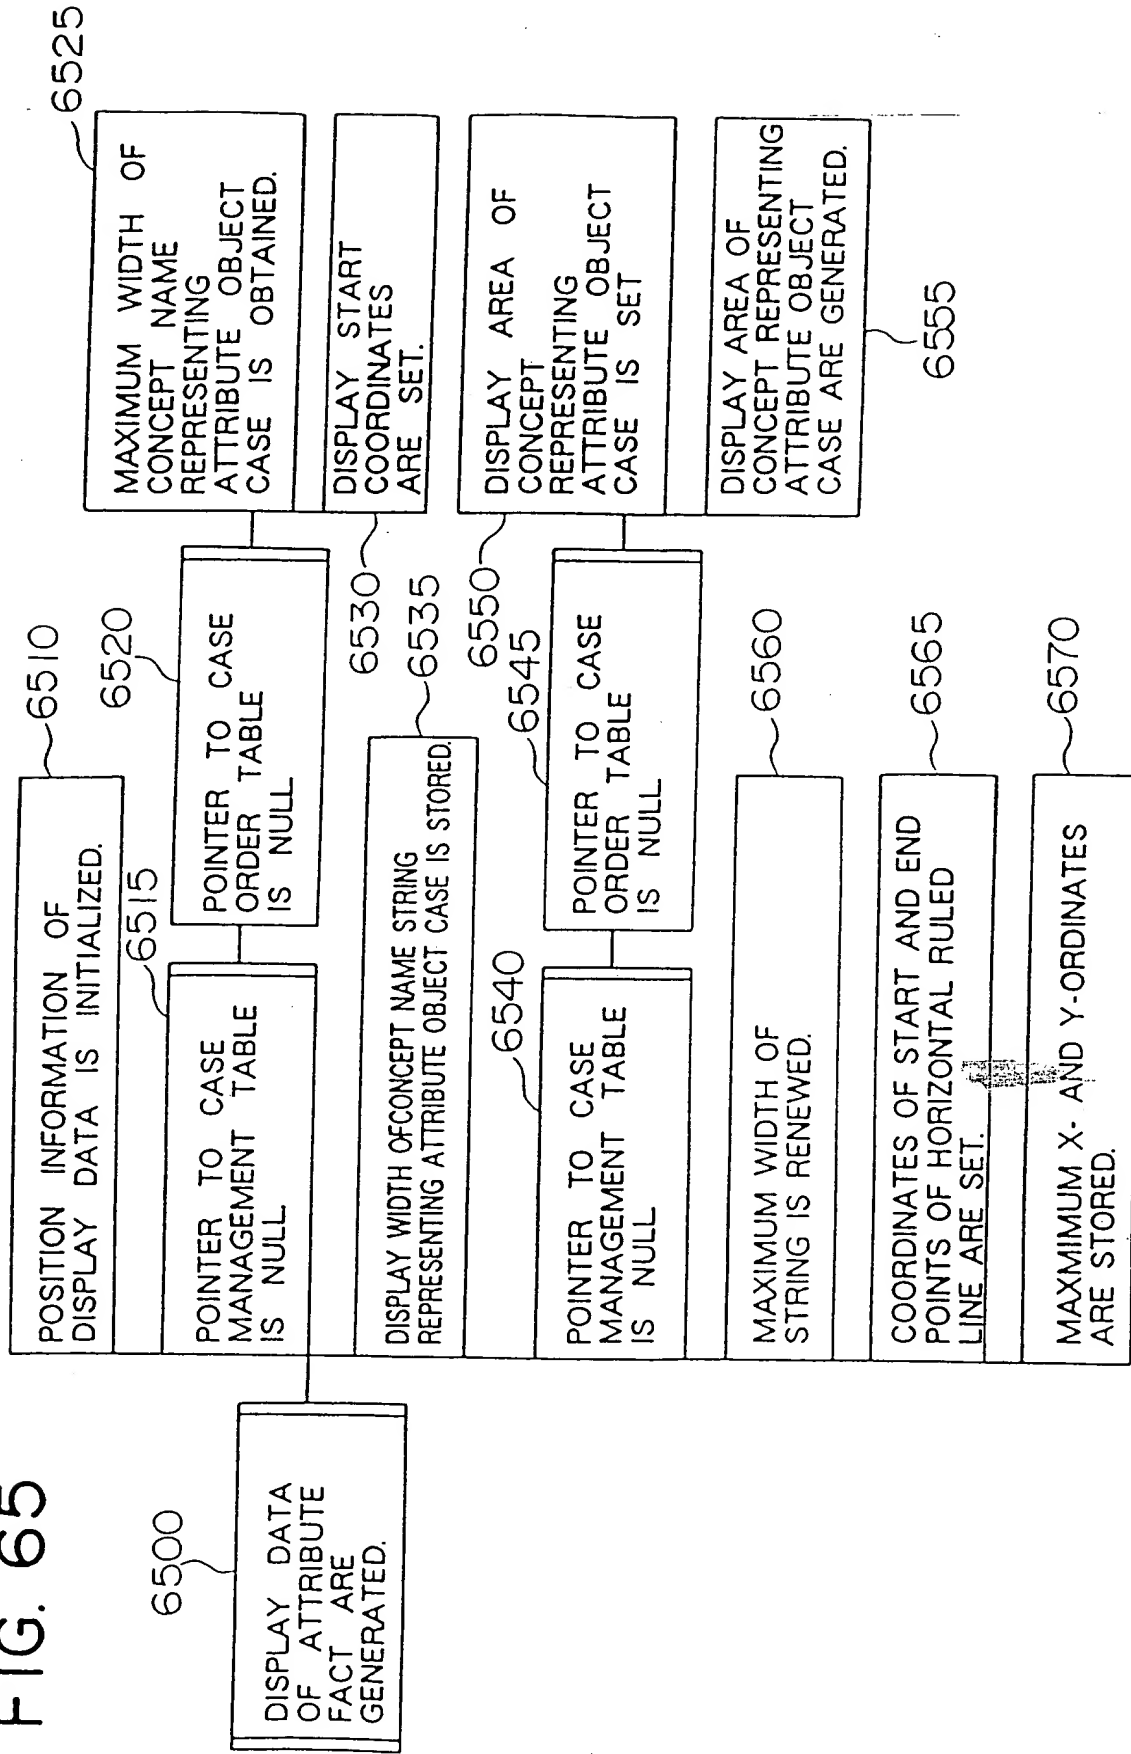 FIG. 65
6500
DISPLAY DATA
OF ATTRIBUTE
FACT ARE
GENERATED.
6510
POSITION INFORMATION OF
DISPLAY DATA IS INITIALIZED.
6515
POINTER TO CASE
MANAGEMENT TABLE
IS NULL
6520
POINTER TO CASE
ORDER TABLE
IS NULL
6525
MAXIMUM WIDTH OF
CONCEPT NAME
REPRESENTING
ATTRIBUTE OBJECT
CASE IS OBTAINED.
6530
DISPLAY START
COORDINATES
ARE SET.
6535
DISPLAY WIDTH OFCONCEPT NAME STRING
REPRESENTING ATTRIBUTE OBJECT CASE IS STORED.
6540
POINTER TO CASE
MANAGEMENT TABLE
IS NULL
6545
POINTER TO CASE
ORDER TABLE
IS NULL
6550
DISPLAY AREA OF
CONCEPT
REPRESENTING
ATTRIBUTE OBJECT
CASE IS SET
DISPLAY AREA OF
CONCEPT REPRESENTING
ATTRIBUTE OBJECT
CASE ARE GENERATED.
6555
6560
MAXIMUM WIDTH OF
STRING IS RENEWED.
6565
COORDINATES OF START AND END
POINTS OF HORIZONTAL RULED
LINE ARE SET.
6570
MAXMIMUM X- AND Y-ORDINATES
ARE STORED.